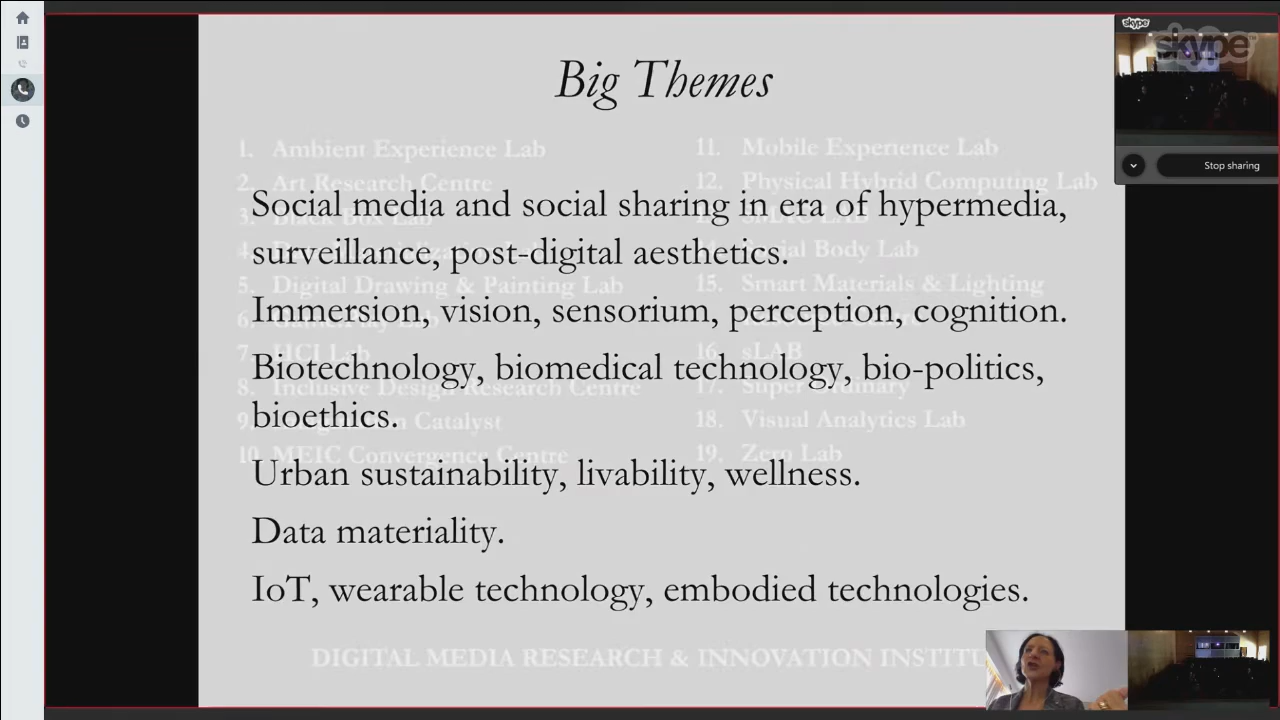 skype
skype
Stop sharing
Big Themes
1. Ambient Experience Lab
2. Art Research Centre
11. Mobile Experience Lab
12. Physical Hybrid Computing Lab
Social media and social sharing in era of hypermedia,
surveillance, post-digital aesthetics.
Social Body Lab
5. Digital Drawing & Painting Lab
15. Smart Materials & Lighting
Immersion, vision, sensorium, perception, cognition.
7. HCI Lab
16. sLAB
Biotechnology, biomedical technology, bio-politics,
bioethics.
8. Inclusive Design Research Centre
17. Super Ordinary
9. Catalyst
18. Visual Analytics Lab
10. MEIC Convergence Centre
19. Zero Lab
Urban sustainability, livability, wellness.
Data materiality.
IoT, wearable technology, embodied technologies.
DIGITAL MEDIA RESEARCH & INNOVATION